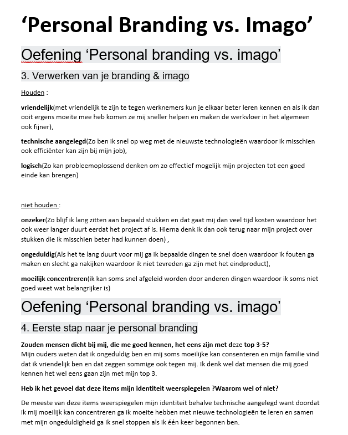 ‘Personal Branding vs. Imago’
Oefening ‘Personal branding vs. imago’
3. Verwerken van je branding & imago
Houden :
vriendelijk(met vriendelijk te zijn te tegen werknemers kun je elkaar beter leren kennen en als ik dan
ooit ergens moeite mee heb komen ze mij sneller helpen en maken de werkvloer in het algemeen
ook fijner),
technische aangelegd(Zo ben ik snel op weg met de nieuwste technologieën waardoor ik misschien
ook efficiënter kan zijn bij mijn job),
logisch(Zo kan probleemoplossend denken om zo effectief mogelijk mijn projecten tot een goed
einde kan brengen)
niet houden :
onzeker(Zo blijf ik lang zitten aan bepaald stukken en dat gaat mij dan veel tijd kosten waardoor het
ook weer langer duurt eerdat het project af is. Hierna denk ik dan ook terug naar mijn project over
stukken die ik misschien beter had kunnen doen) ,
ongeduldig(Als het te lang duurt voor mij ga ik bepaalde dingen te snel doen waardoor ik fouten ga
maken en slecht ga nakijken waardoor ik niet tevreden ga zijn met het eindproduct),
moeilijk concentreren(ik kan soms snel afgeleid worden door anderen dingen waardoor ik soms niet
goed weet wat belangrijker is)
Oefening ‘Personal branding vs. imago’
4. Eerste stap naar je personal branding
Zouden mensen dicht bij mij, die me goed kennen, het eens zijn met deze top 3-5?
Mijn ouders weten dat ik ongeduldig ben en mij soms moeilijke kan consenteren en mijn familie vind
dat ik vriendelijk ben en dat zeggen sommige ook tegen mij. Ik denk wel dat mensen die mij goed
kennen het wel eens gaan zijn met mijn top 3.
Heb ik het gevoel dat deze items mijn identiteit weerspiegelen ?Waarom wel of niet?
De meeste van deze items weerspiegelen mijn identiteit behalve technische aangelegd want doordat
ik mij moeilijk kan concentreren ga ik moeite hebben met nieuwe technologieën te leren en samen
met mijn ongeduldigheid ga ik snel stoppen als ik één keer begonnen ben.